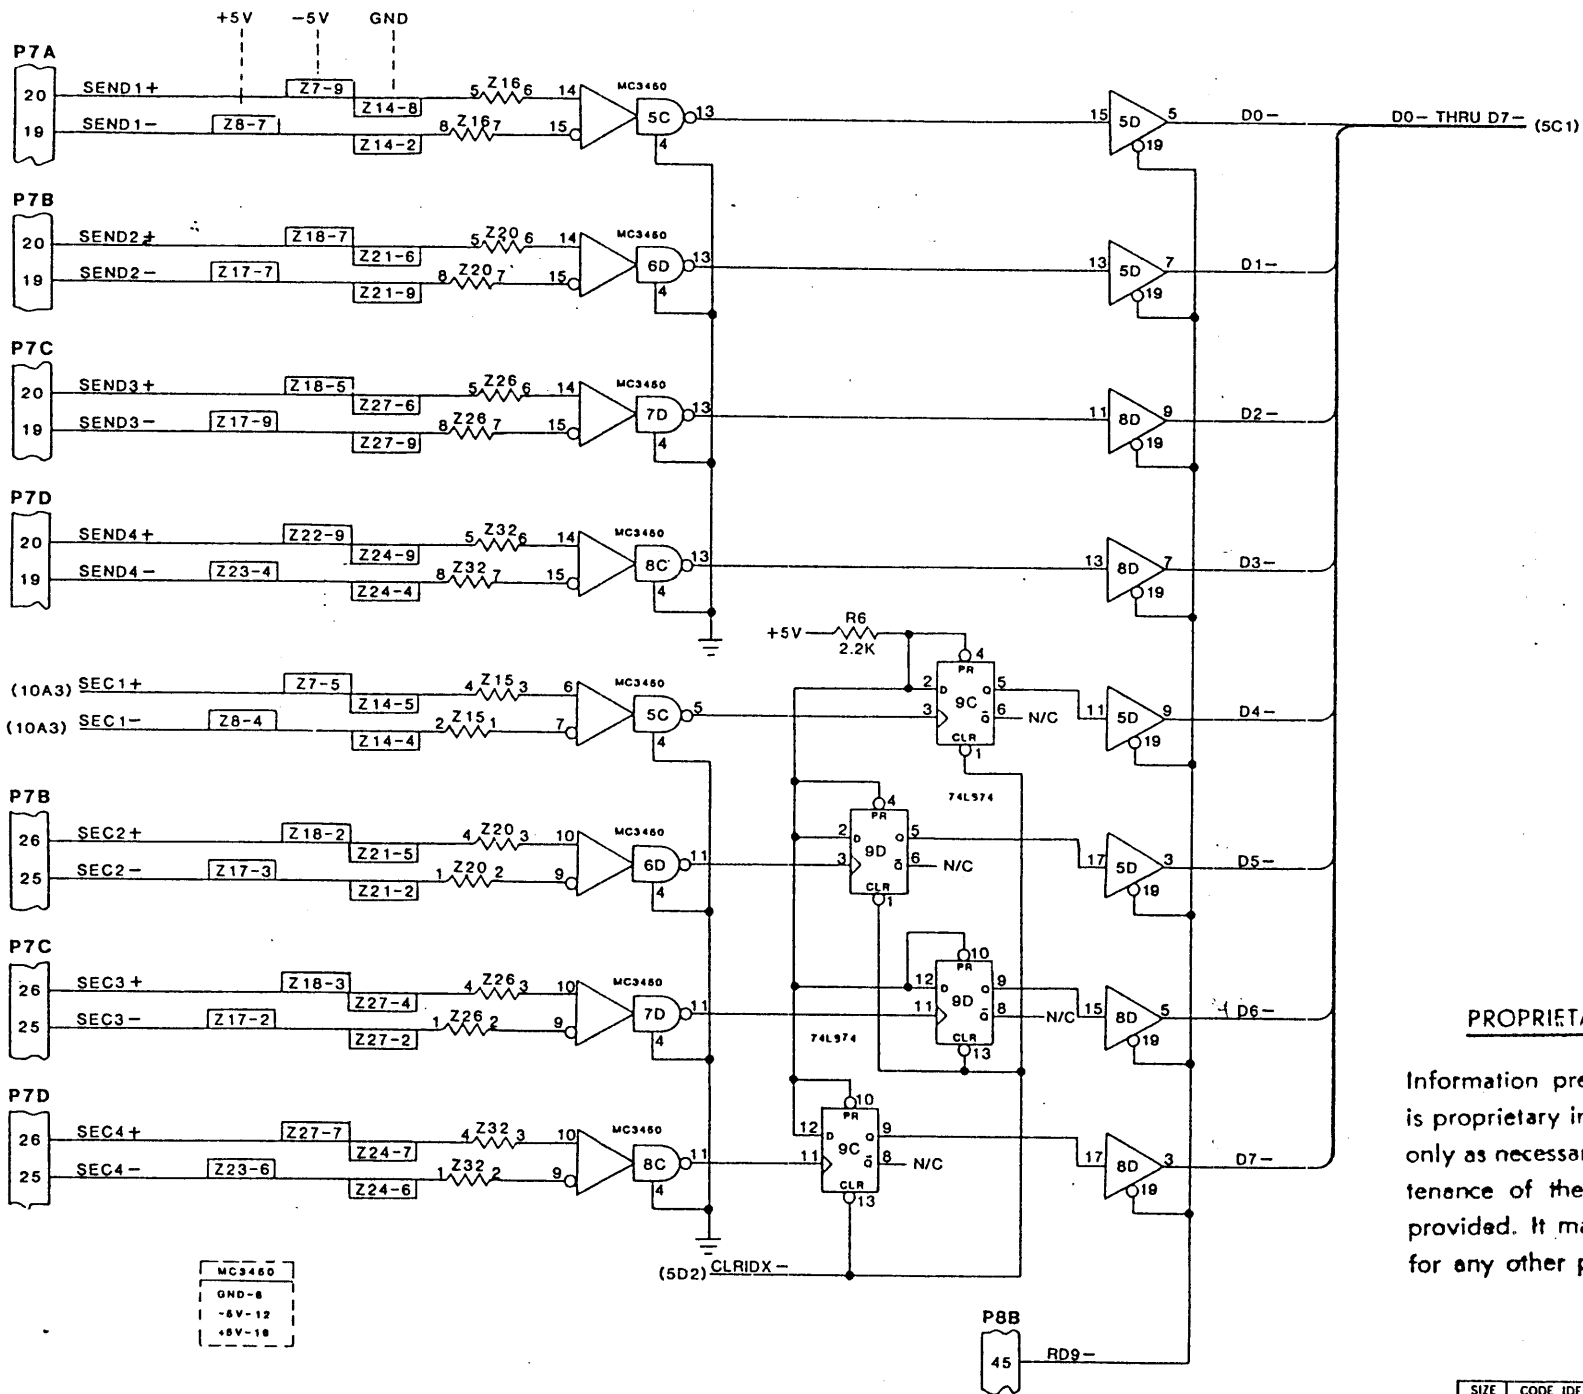 +5V -5V GND
P7A
20 SEND1+ Z7-9 Z14-8 5 Z16 6 14 MC3450 5C 13 15 5D 5 D0- D0- THRU D7- (5C1)
19 SEND1- Z8-7 Z14-2 8 Z16 7 15 4 19
P7B
20 SEND2+ Z18-7 Z21-6 5 Z20 6 14 MC3450 6D 13 13 5D 7 D1-
19 SEND2- Z17-7 Z21-9 8 Z20 7 15 4 19
P7C
20 SEND3+ Z18-5 Z27-6 5 Z26 6 14 MC3450 7D 13 11 8D 9 D2-
19 SEND3- Z17-9 Z27-9 8 Z26 7 15 4 19
P7D
20 SEND4+ Z22-9 Z24-9 5 Z32 6 14 MC3450 8C 13 13 8D 7 D3-
19 SEND4- Z23-4 Z24-4 8 Z32 7 15 4 19
+5V R6 2.2K
(10A3) SEC1+ Z7-5 Z14-5 4 Z15 3 6 MC3450 5C 5 4 PR 2 D 9C Q 5 11 5D 9 D4-
(10A3) SEC1- Z8-4 Z14-4 2 Z15 1 7 4 3 Q 6 N/C CLR 1 19
74LS74
P7B
26 SEC2+ Z18-2 Z21-5 4 Z20 3 10 MC3450 6D 11 4 PR 2 D 9D Q 5 17 5D 3 D5-
25 SEC2- Z17-3 Z21-2 1 Z20 2 9 4 3 Q 6 N/C CLR 1 19
P7C
26 SEC3+ Z18-3 Z27-4 4 Z26 3 10 MC3450 7D 11 10 PR 12 D 9D Q 9 15 8D 5 D6-
25 SEC3- Z17-2 Z27-2 1 Z26 2 9 4 11 Q 8 N/C CLR 13 19
74LS74
P7D
26 SEC4+ Z27-7 Z24-7 4 Z32 3 10 MC3450 8C 11 10 PR 12 D 9C Q 9 17 8D 3 D7-
25 SEC4- Z23-6 Z24-6 1 Z32 2 9 4 11 Q 8 N/C CLR 13 19
(5D2) CLRIDX-
MC3450
GND-8
-5V-12
+5V-16
P8B
45 RD9-
PROPRIETA
Information pre
is proprietary in
only as necessar
tenance of the
provided. It ma
for any other p
SIZE CODE IDE